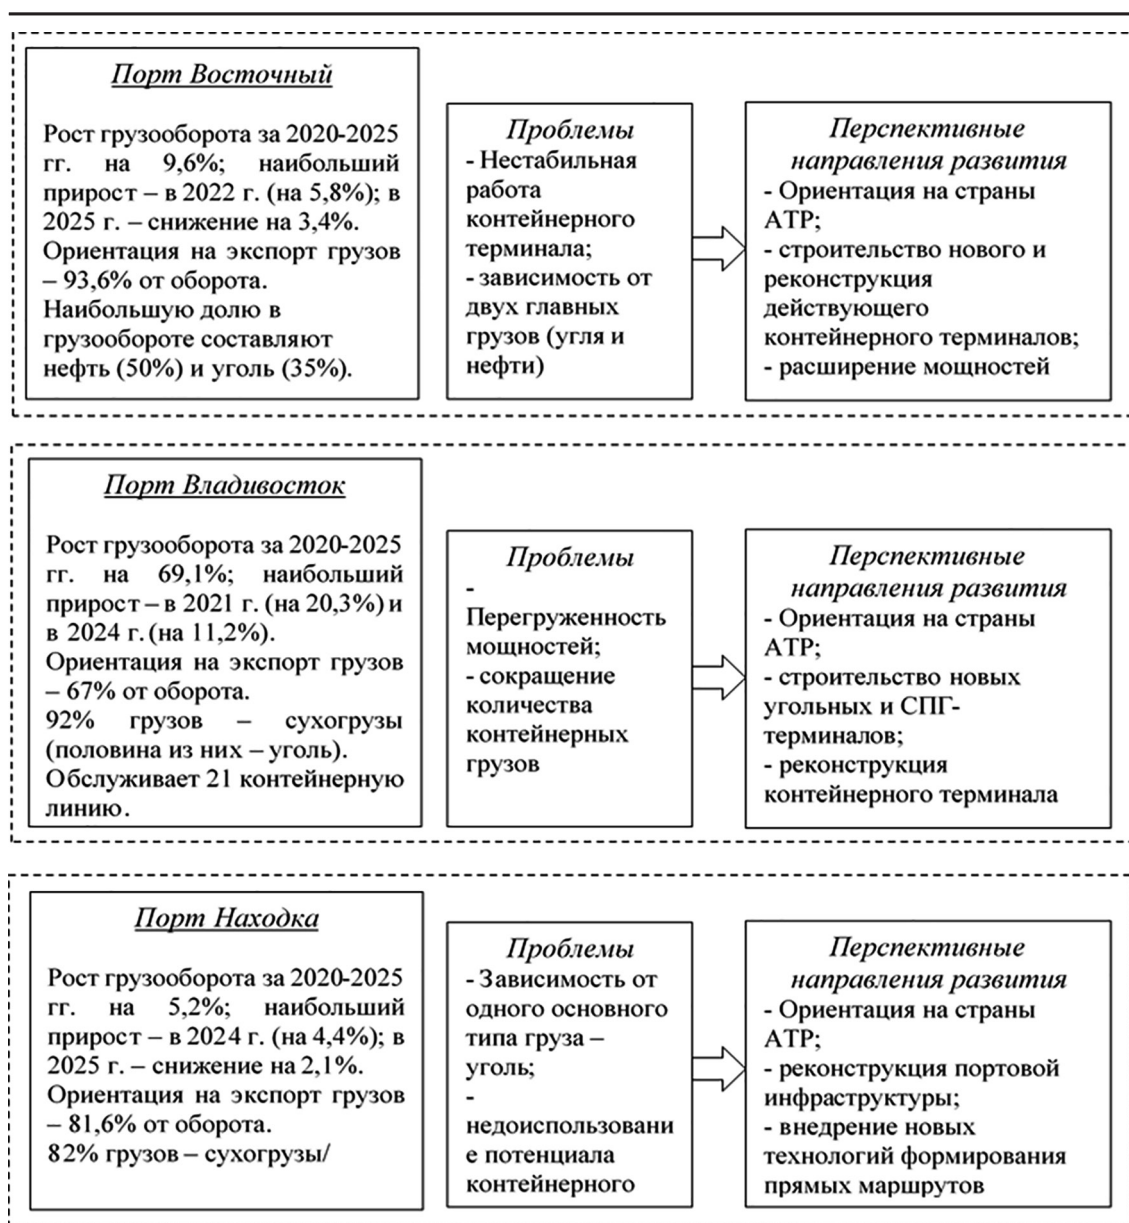 Порт Восточный
Рост грузооборота за 2020-2025
гг. на 9,6%; наибольший
прирост – в 2022 г. (на 5,8%); в
2025 г. – снижение на 3,4%.
Ориентация на экспорт грузов
– 93,6% от оборота.
Наибольшую долю в
грузообороте составляют
нефть (50%) и уголь (35%).
Проблемы
- Нестабильная
работа
контейнерного
терминала;
- зависимость от
двух главных
грузов (угля и
нефти)
Перспективные
направления развития
- Ориентация на страны
АТР;
- строительство нового и
реконструкция
действующего
контейнерного терминалов;
- расширение мощностей
Порт Владивосток
Рост грузооборота за 2020-2025
гг. на 69,1%; наибольший
прирост – в 2021 г. (на 20,3%) и
в 2024 г. (на 11,2%).
Ориентация на экспорт грузов
– 67% от оборота.
92% грузов – сухогрузы
(половина из них – уголь).
Обслуживает 21 контейнерную
линию.
Проблемы
-
Перегруженность
мощностей;
- сокращение
количества
контейнерных
грузов
Перспективные
направления развития
- Ориентация на страны
АТР;
- строительство новых
угольных и СПГ-
терминалов;
- реконструкция
контейнерного терминала
Порт Находка
Рост грузооборота за 2020-2025
гг. на 5,2%; наибольший
прирост – в 2024 г. (на 4,4%); в
2025 г. – снижение на 2,1%.
Ориентация на экспорт грузов
– 81,6% от оборота.
82% грузов – сухогрузы/
Проблемы
- Зависимость от
одного основного
типа груза –
уголь;
-
недоиспользовани
е потенциала
контейнерного
Перспективные
направления развития
- Ориентация на страны
АТР;
- реконструкция портовой
инфраструктуры;
- внедрение новых
технологий формирования
прямых маршрутов